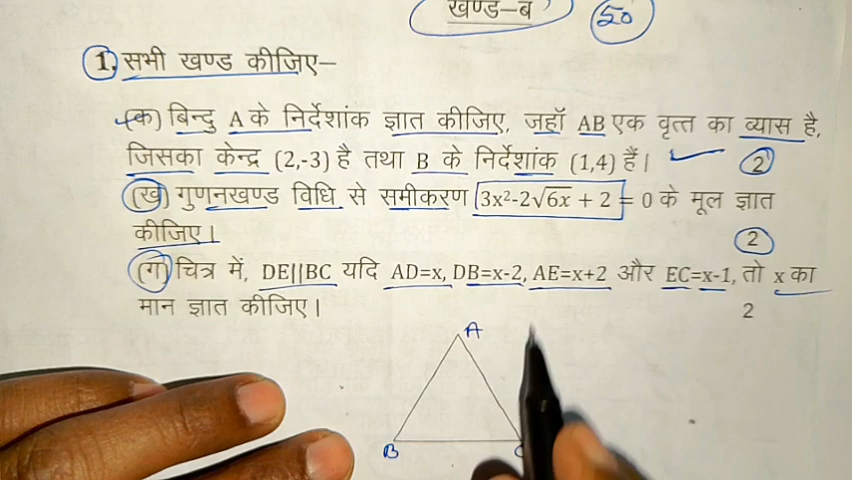 खण्ड-ब
50
1. सभी खण्ड कीजिए–
(क) बिन्दु A के निर्देशांक ज्ञात कीजिए, जहाँ AB एक वृत्त का व्यास है,
जिसका केन्द्र (2,-3) है तथा B के निर्देशांक (1,4) हैं। 2
(ख) गुणनखण्ड विधि से समीकरण 3x²-2√6x + 2 = 0 के मूल ज्ञात
कीजिए। 2
(ग) चित्र में, DE||BC यदि AD=x, DB=x-2, AE=x+2 और EC=x-1, तो x का
मान ज्ञात कीजिए। 2
A
B